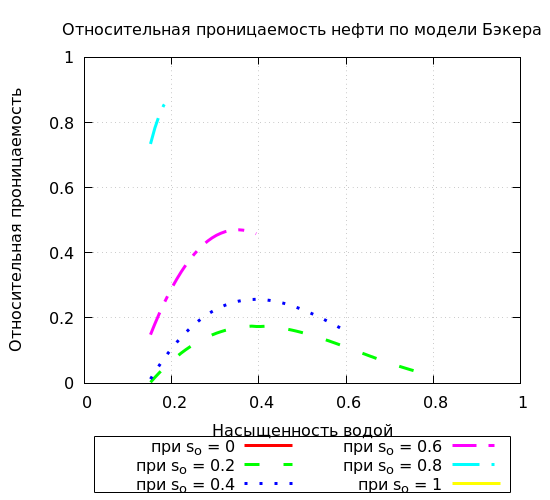 Относительная проницаемость нефти по модели Бэкера
1
0.8
0.6
0.4
0.2
0
Относительная проницаемость
0 0.2 0.4 0.6 0.8 1
Насыщенность водой
при so = 0 при so = 0.6
при so = 0.2 при so = 0.8
при so = 0.4 при so = 1